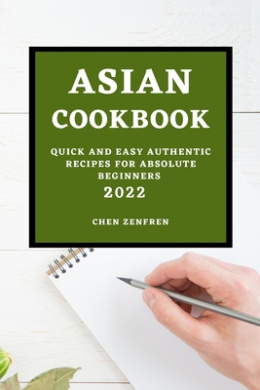 ASIAN
COOKBOOK
QUICK AND EASY AUTHENTIC
RECIPES FOR ABSOLUTE
BEGINNERS
2022
CHEN ZENFREN